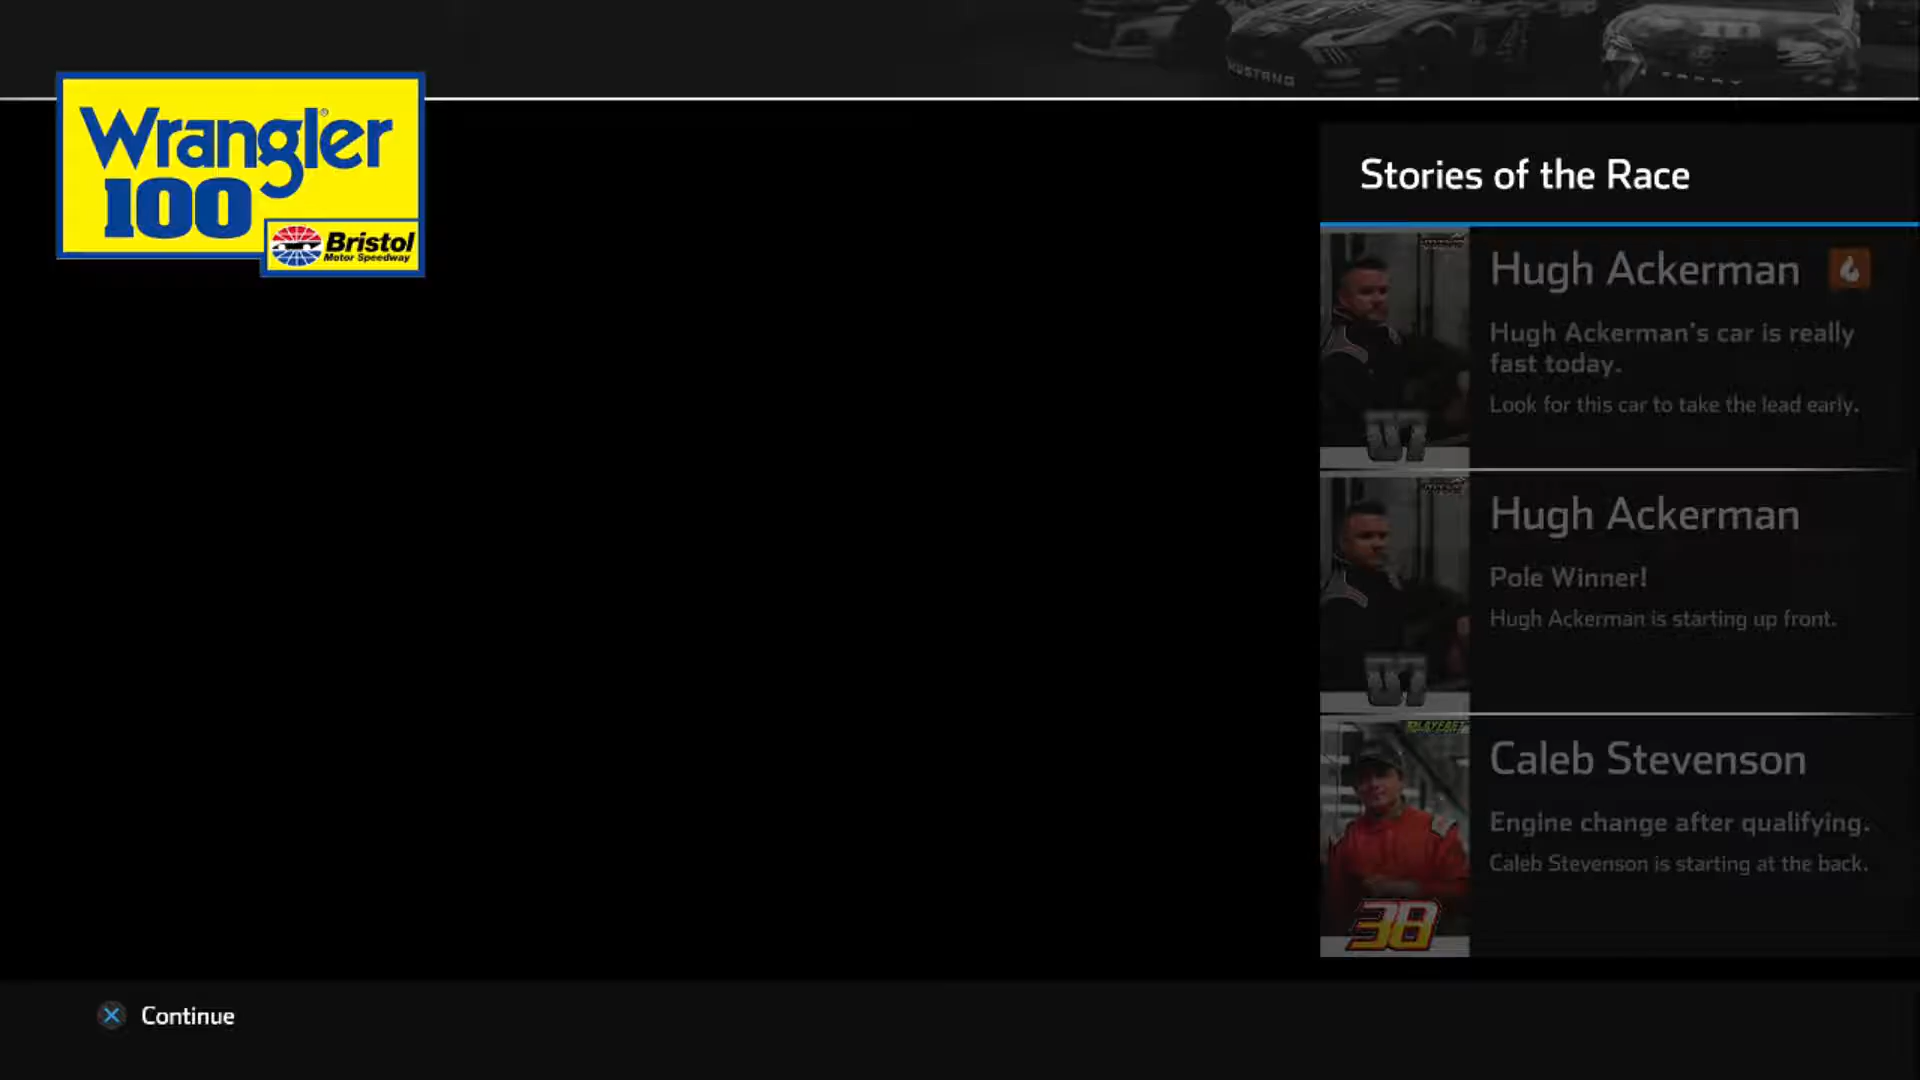 MUSTANG
Wrangler®
100
Bristol
Motor Speedway
Stories of the Race
Hugh Ackerman
Hugh Ackerman's car is really
fast today.
Look for this car to take the lead early.
Hugh Ackerman
Pole Winner!
Hugh Ackerman is starting up front.
Caleb Stevenson
Engine change after qualifying.
Caleb Stevenson is starting at the back.
38
Continue